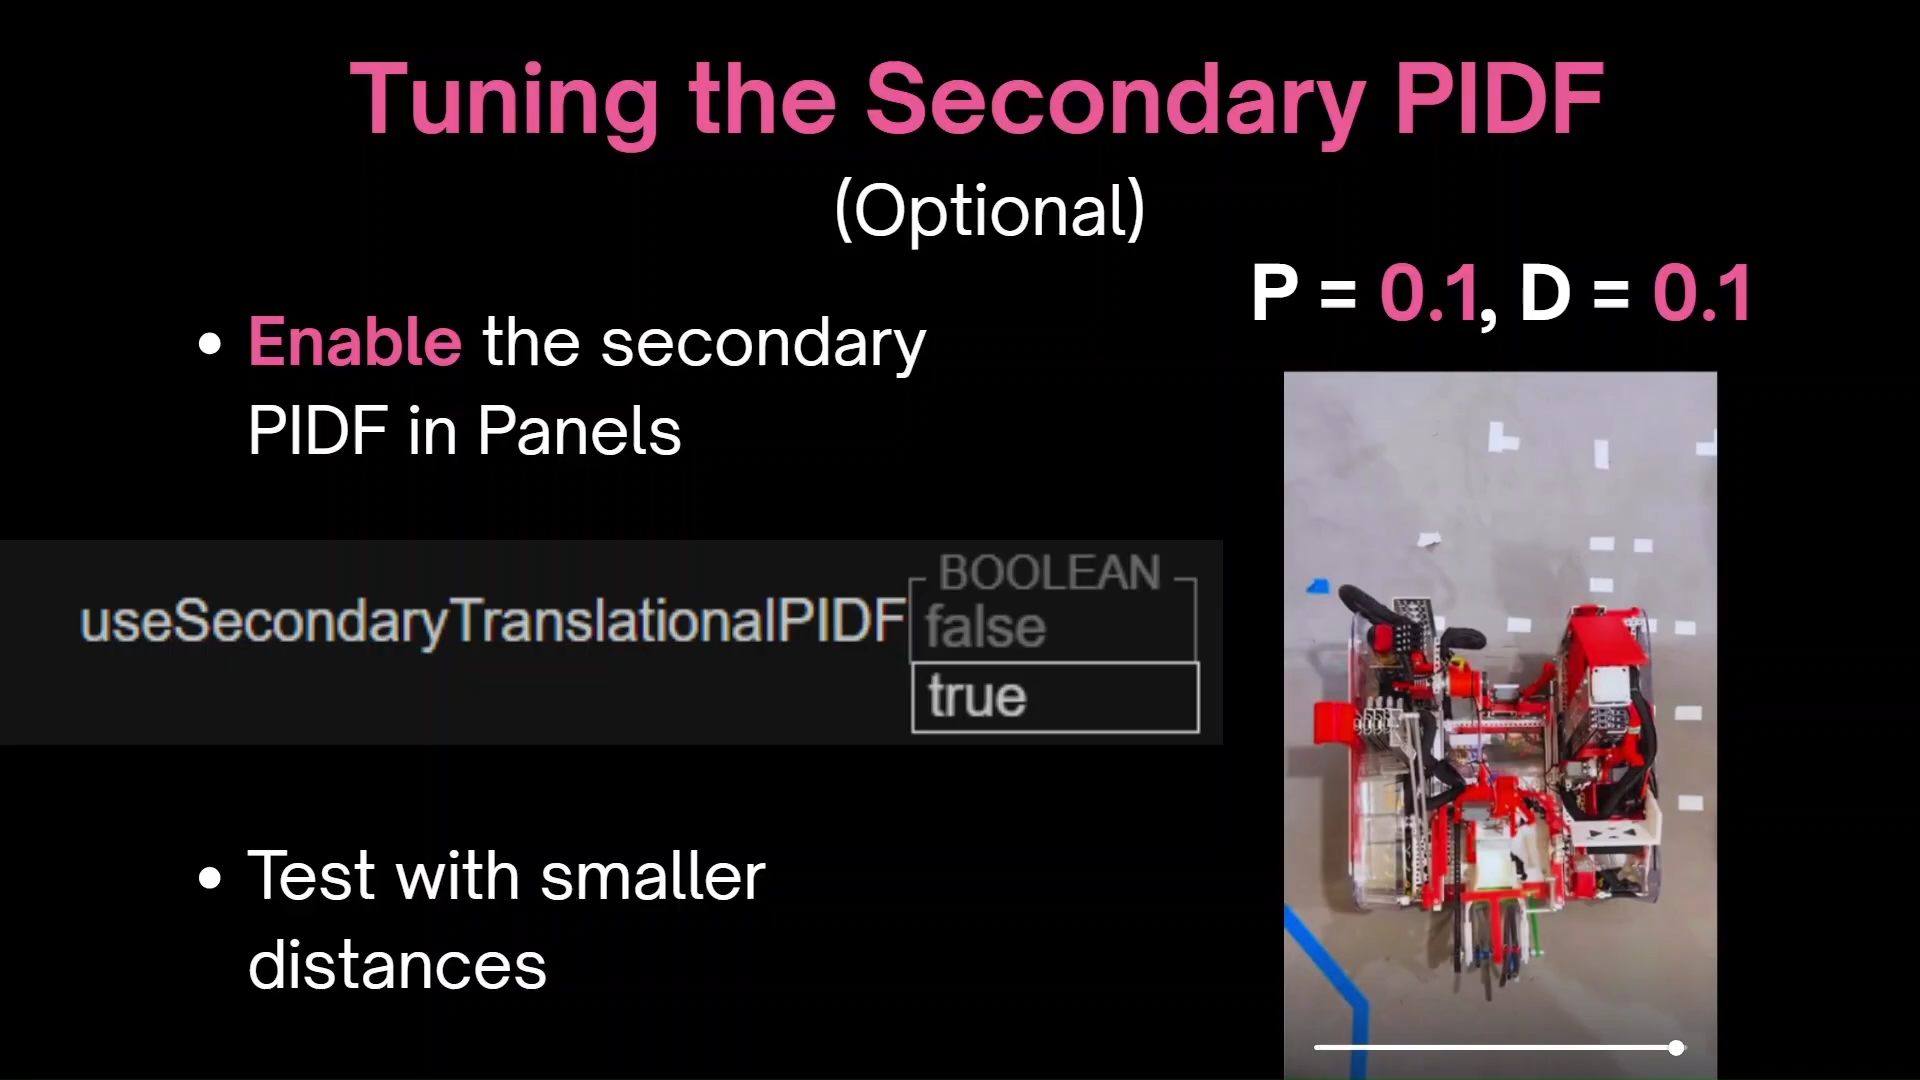 Tuning the Secondary PIDF
(Optional)
P = 0.1, D = 0.1
• Enable the secondary
PIDF in Panels
BOOLEAN
useSecondaryTranslationalPIDF false
true
• Test with smaller
distances